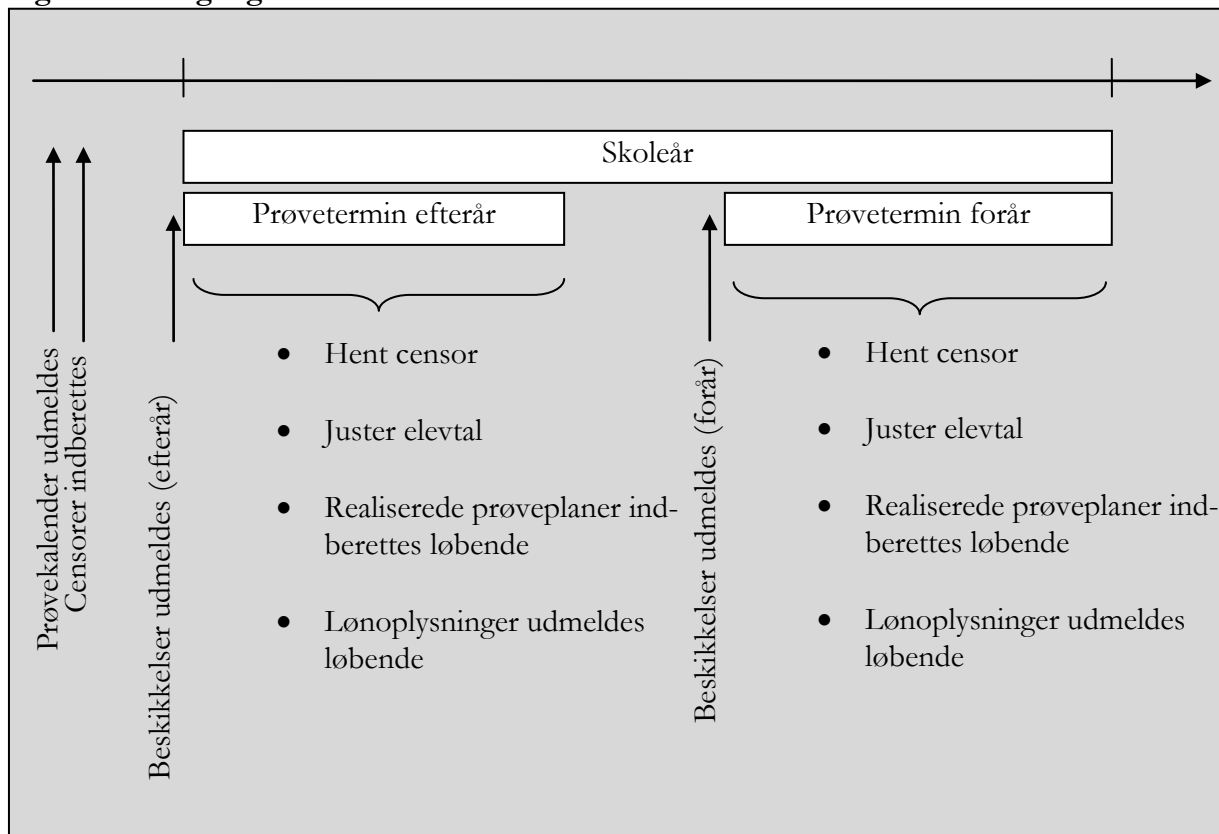 Skoleår
Prøvetermin efterår
Prøvetermin forår
Prøvekalender udmeldes
Censorer indberettes
Beskikkelser udmeldes (efterår)
• Hent censor
• Juster elevtal
• Realiserede prøveplaner ind-
berettes løbende
• Lønoplysninger udmeldes
løbende
Beskikkelser udmeldes (forår)
• Hent censor
• Juster elevtal
• Realiserede prøveplaner ind-
berettes løbende
• Lønoplysninger udmeldes
løbende